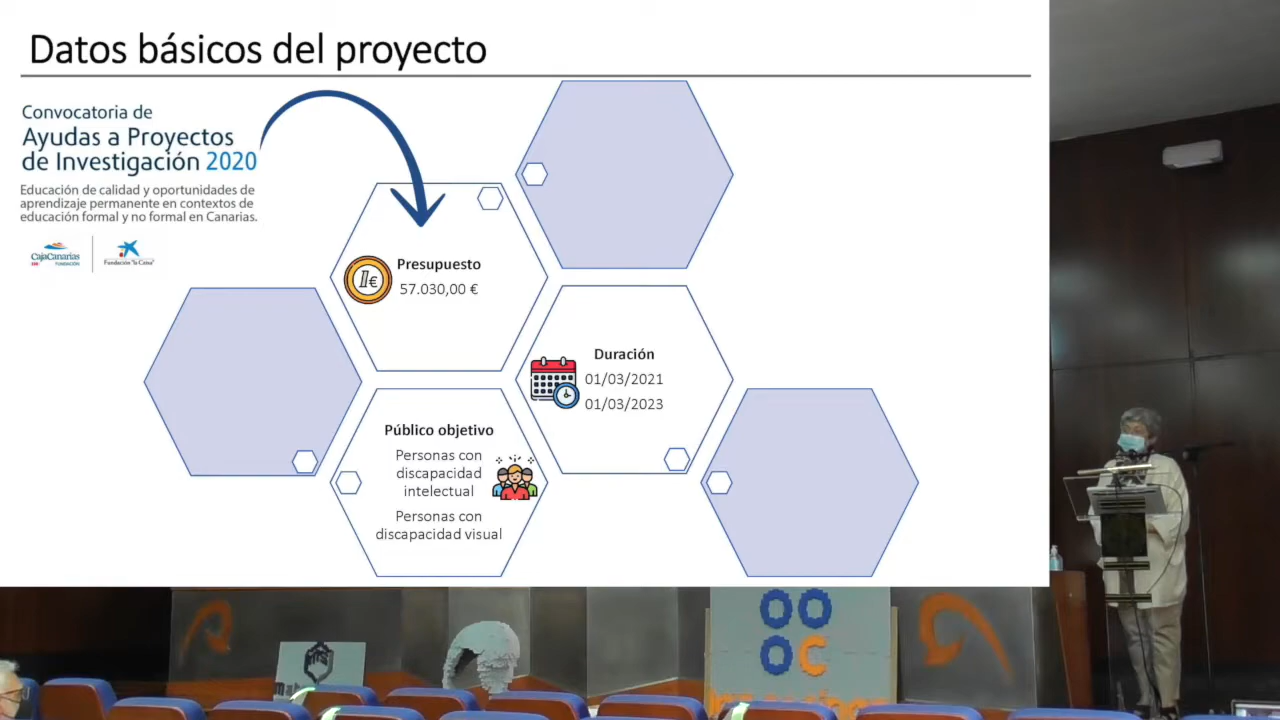 Datos básicos del proyecto
Convocatoria de
Ayudas a Proyectos
de Investigación 2020
Educación de calidad y oportunidades de
aprendizaje permanente en contextos de
educación formal y no formal en Canarias.
CajaCanarias
FUNDACIÓN
Fundación "la Caixa"
Presupuesto
57.030,00 €
Duración
01/03/2021
01/03/2023
Público objetivo
Personas con
discapacidad
intelectual
Personas con
discapacidad visual